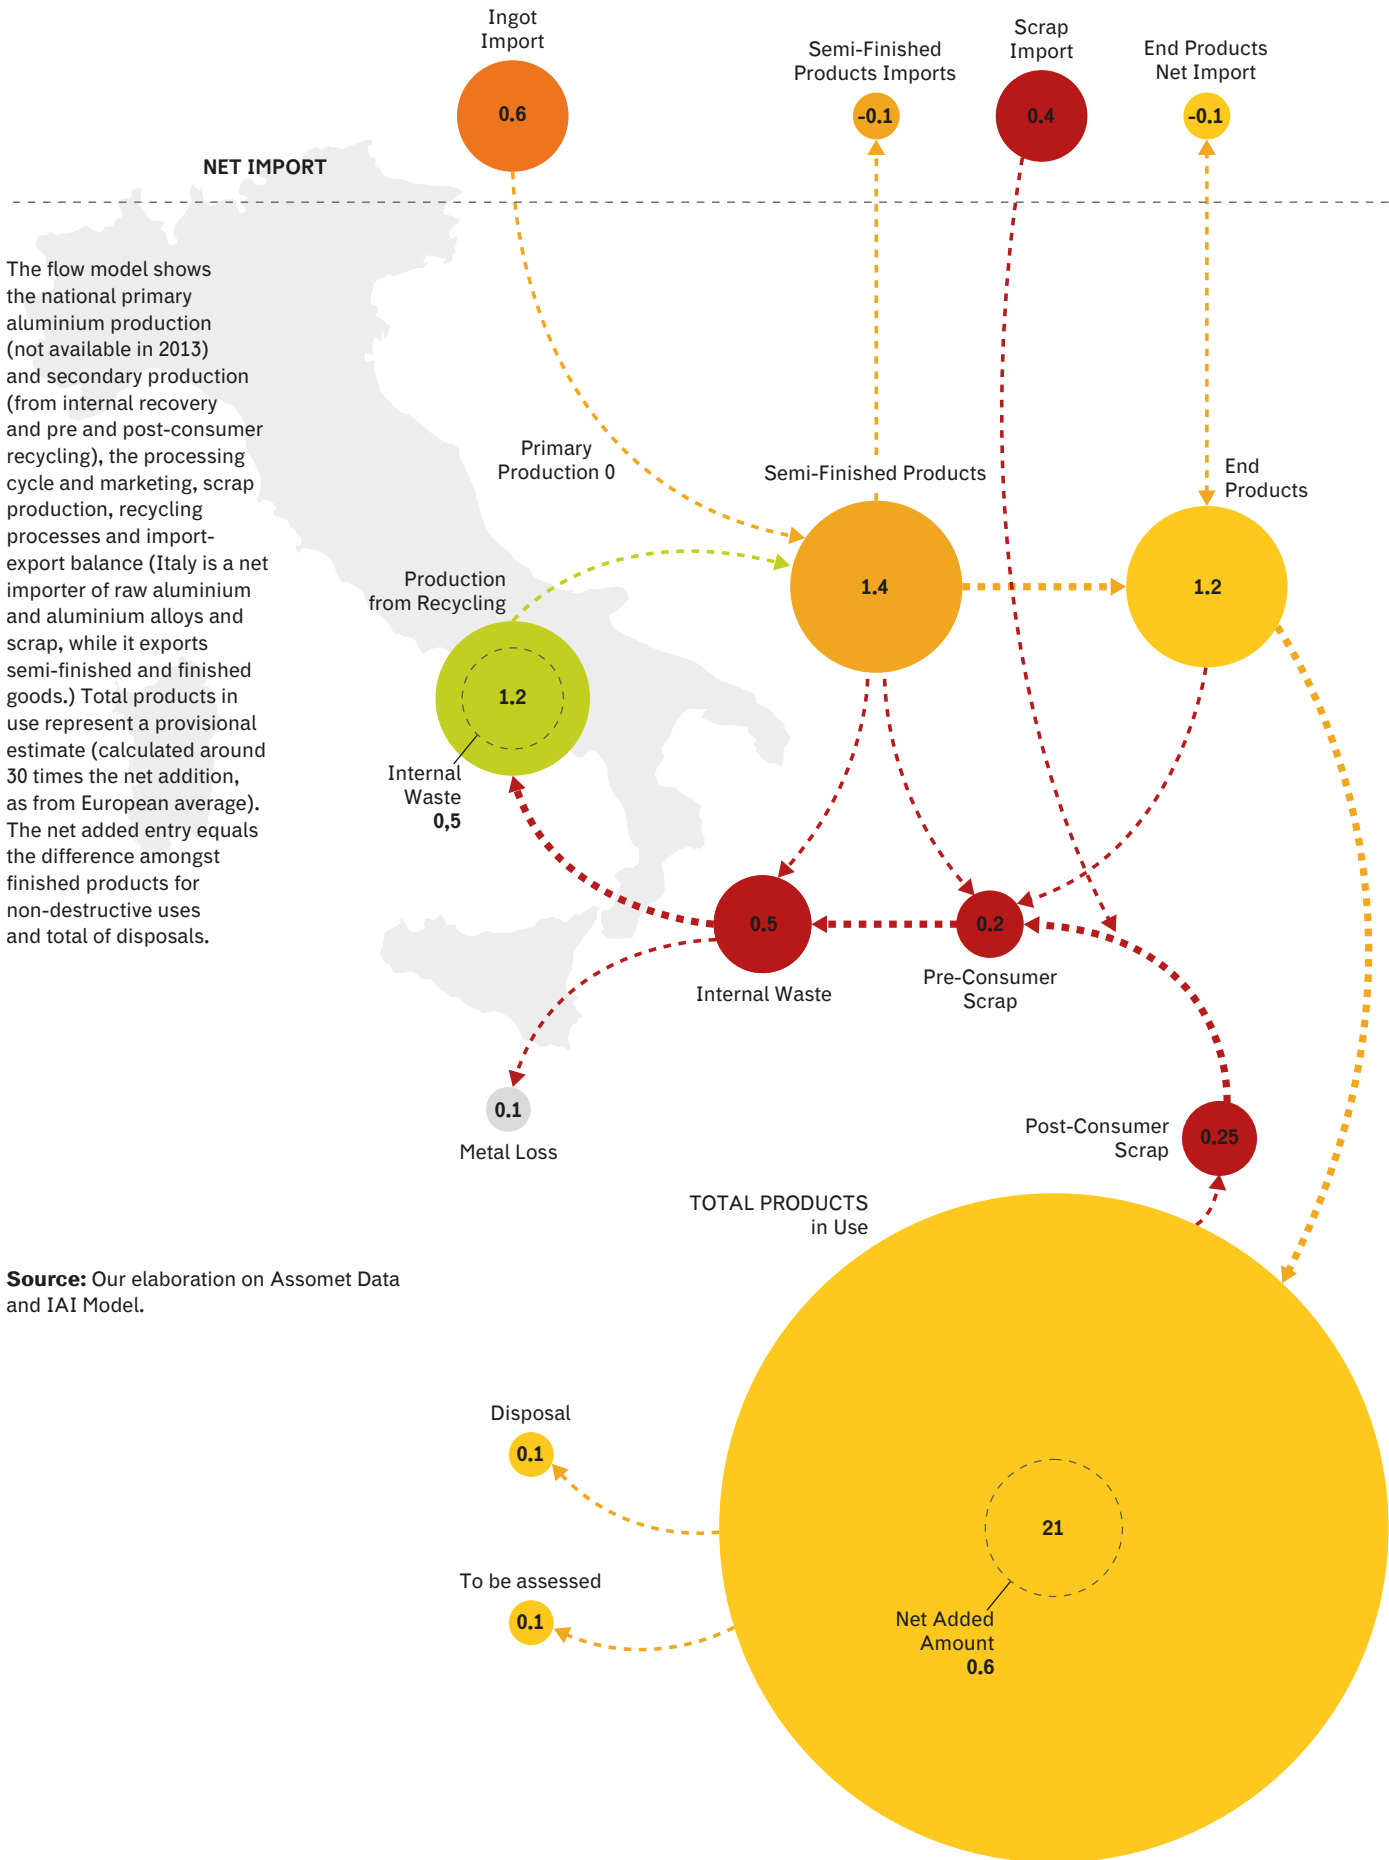 Ingot
Import
0.6
Semi-Finished
Products Imports
-0.1
Scrap
Import
0.4
End Products
Net Import
-0.1
NET IMPORT
The flow model shows
the national primary
aluminium production
(not available in 2013)
and secondary production
(from internal recovery
and pre and post-consumer
recycling), the processing
cycle and marketing, scrap
production, recycling
processes and import-
export balance (Italy is a net
importer of raw aluminium
and aluminium alloys and
scrap, while it exports
semi-finished and finished
goods.) Total products in
use represent a provisional
estimate (calculated around
30 times the net addition,
as from European average).
The net added entry equals
the difference amongst
finished products for
non-destructive uses
and total of disposals.
Primary
Production 0
Semi-Finished Products
1.4
End
Products
1.2
Production
from Recycling
1.2
Internal
Waste
0,5
0.5
Internal Waste
0.2
Pre-Consumer
Scrap
0.1
Metal Loss
Post-Consumer
Scrap
0.25
TOTAL PRODUCTS
in Use
Source: Our elaboration on Assomet Data
and IAI Model.
Disposal
0.1
21
To be assessed
0.1
Net Added
Amount
0.6